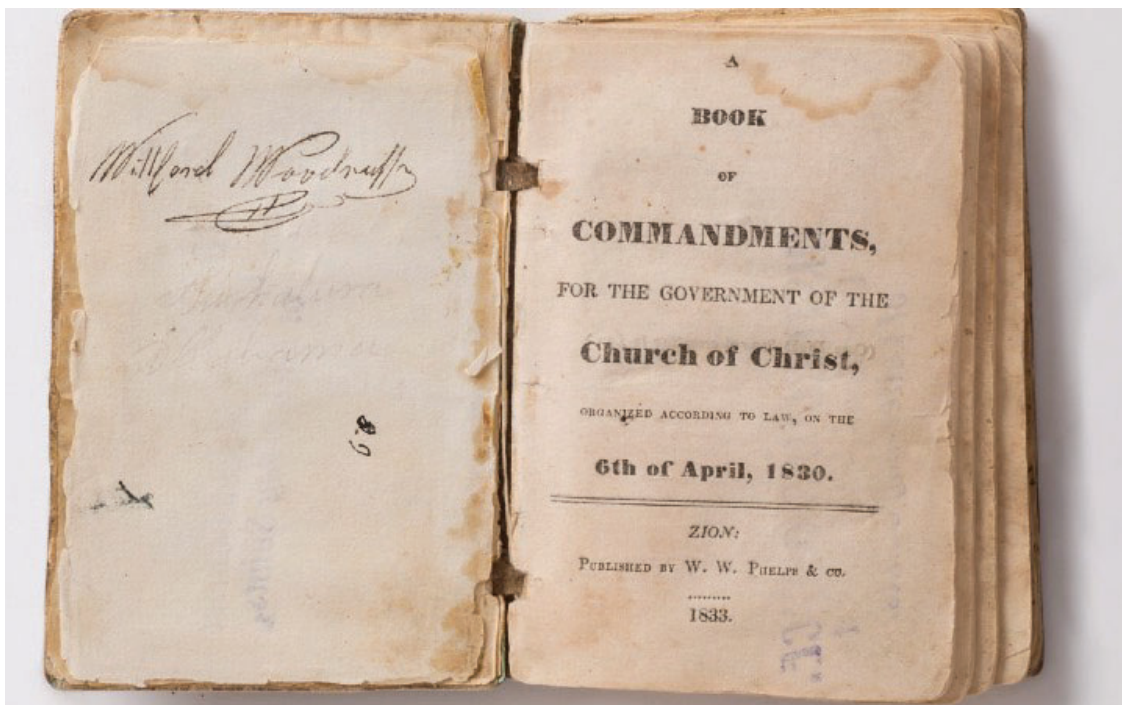 Wilford Woodruff
A
BOOK
OF
COMMANDMENTS,
FOR THE GOVERNMENT OF THE
Church of Christ,
ORGANIZED ACCORDING TO LAW, ON THE
6th of April, 1830.
ZION:
PUBLISHED BY W. W. PHELPS & CO.
.........
1833.